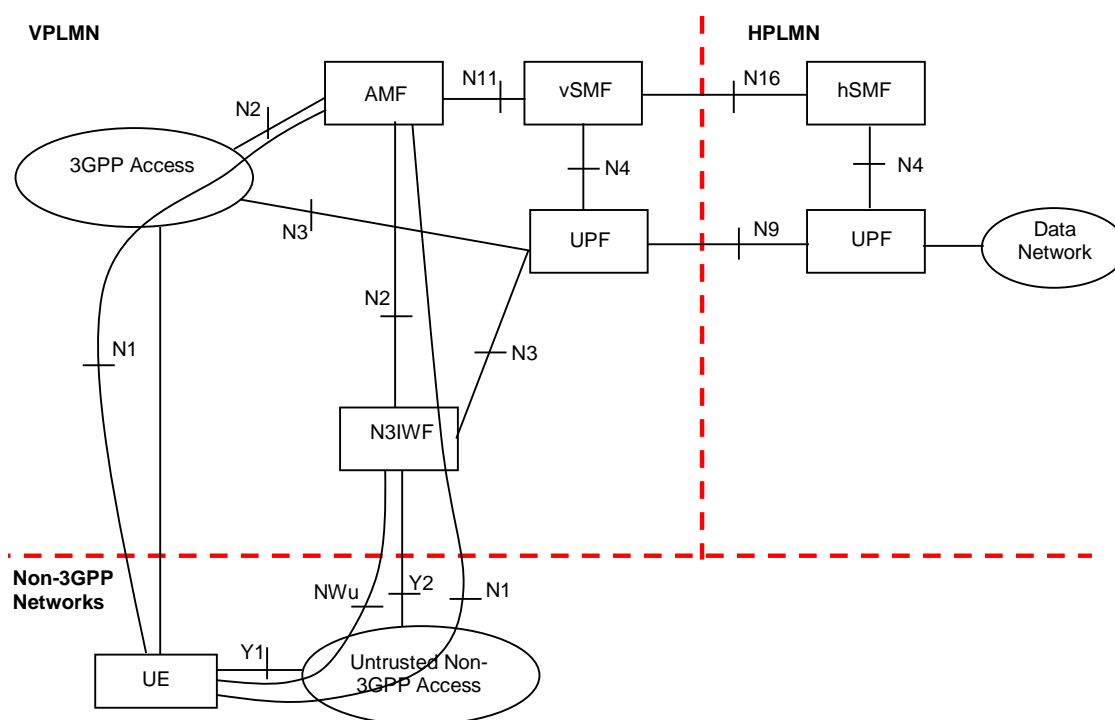 VPLMN
HPLMN
N2
AMF
N11
vSMF
N16
hSMF
3GPP Access
N4
N4
N3
UPF
N9
UPF
Data
Network
N2
N1
N3
N3IWF
Non-3GPP
Networks
NWu
Y2
N1
Y1
UE
Untrusted Non-
3GPP Access